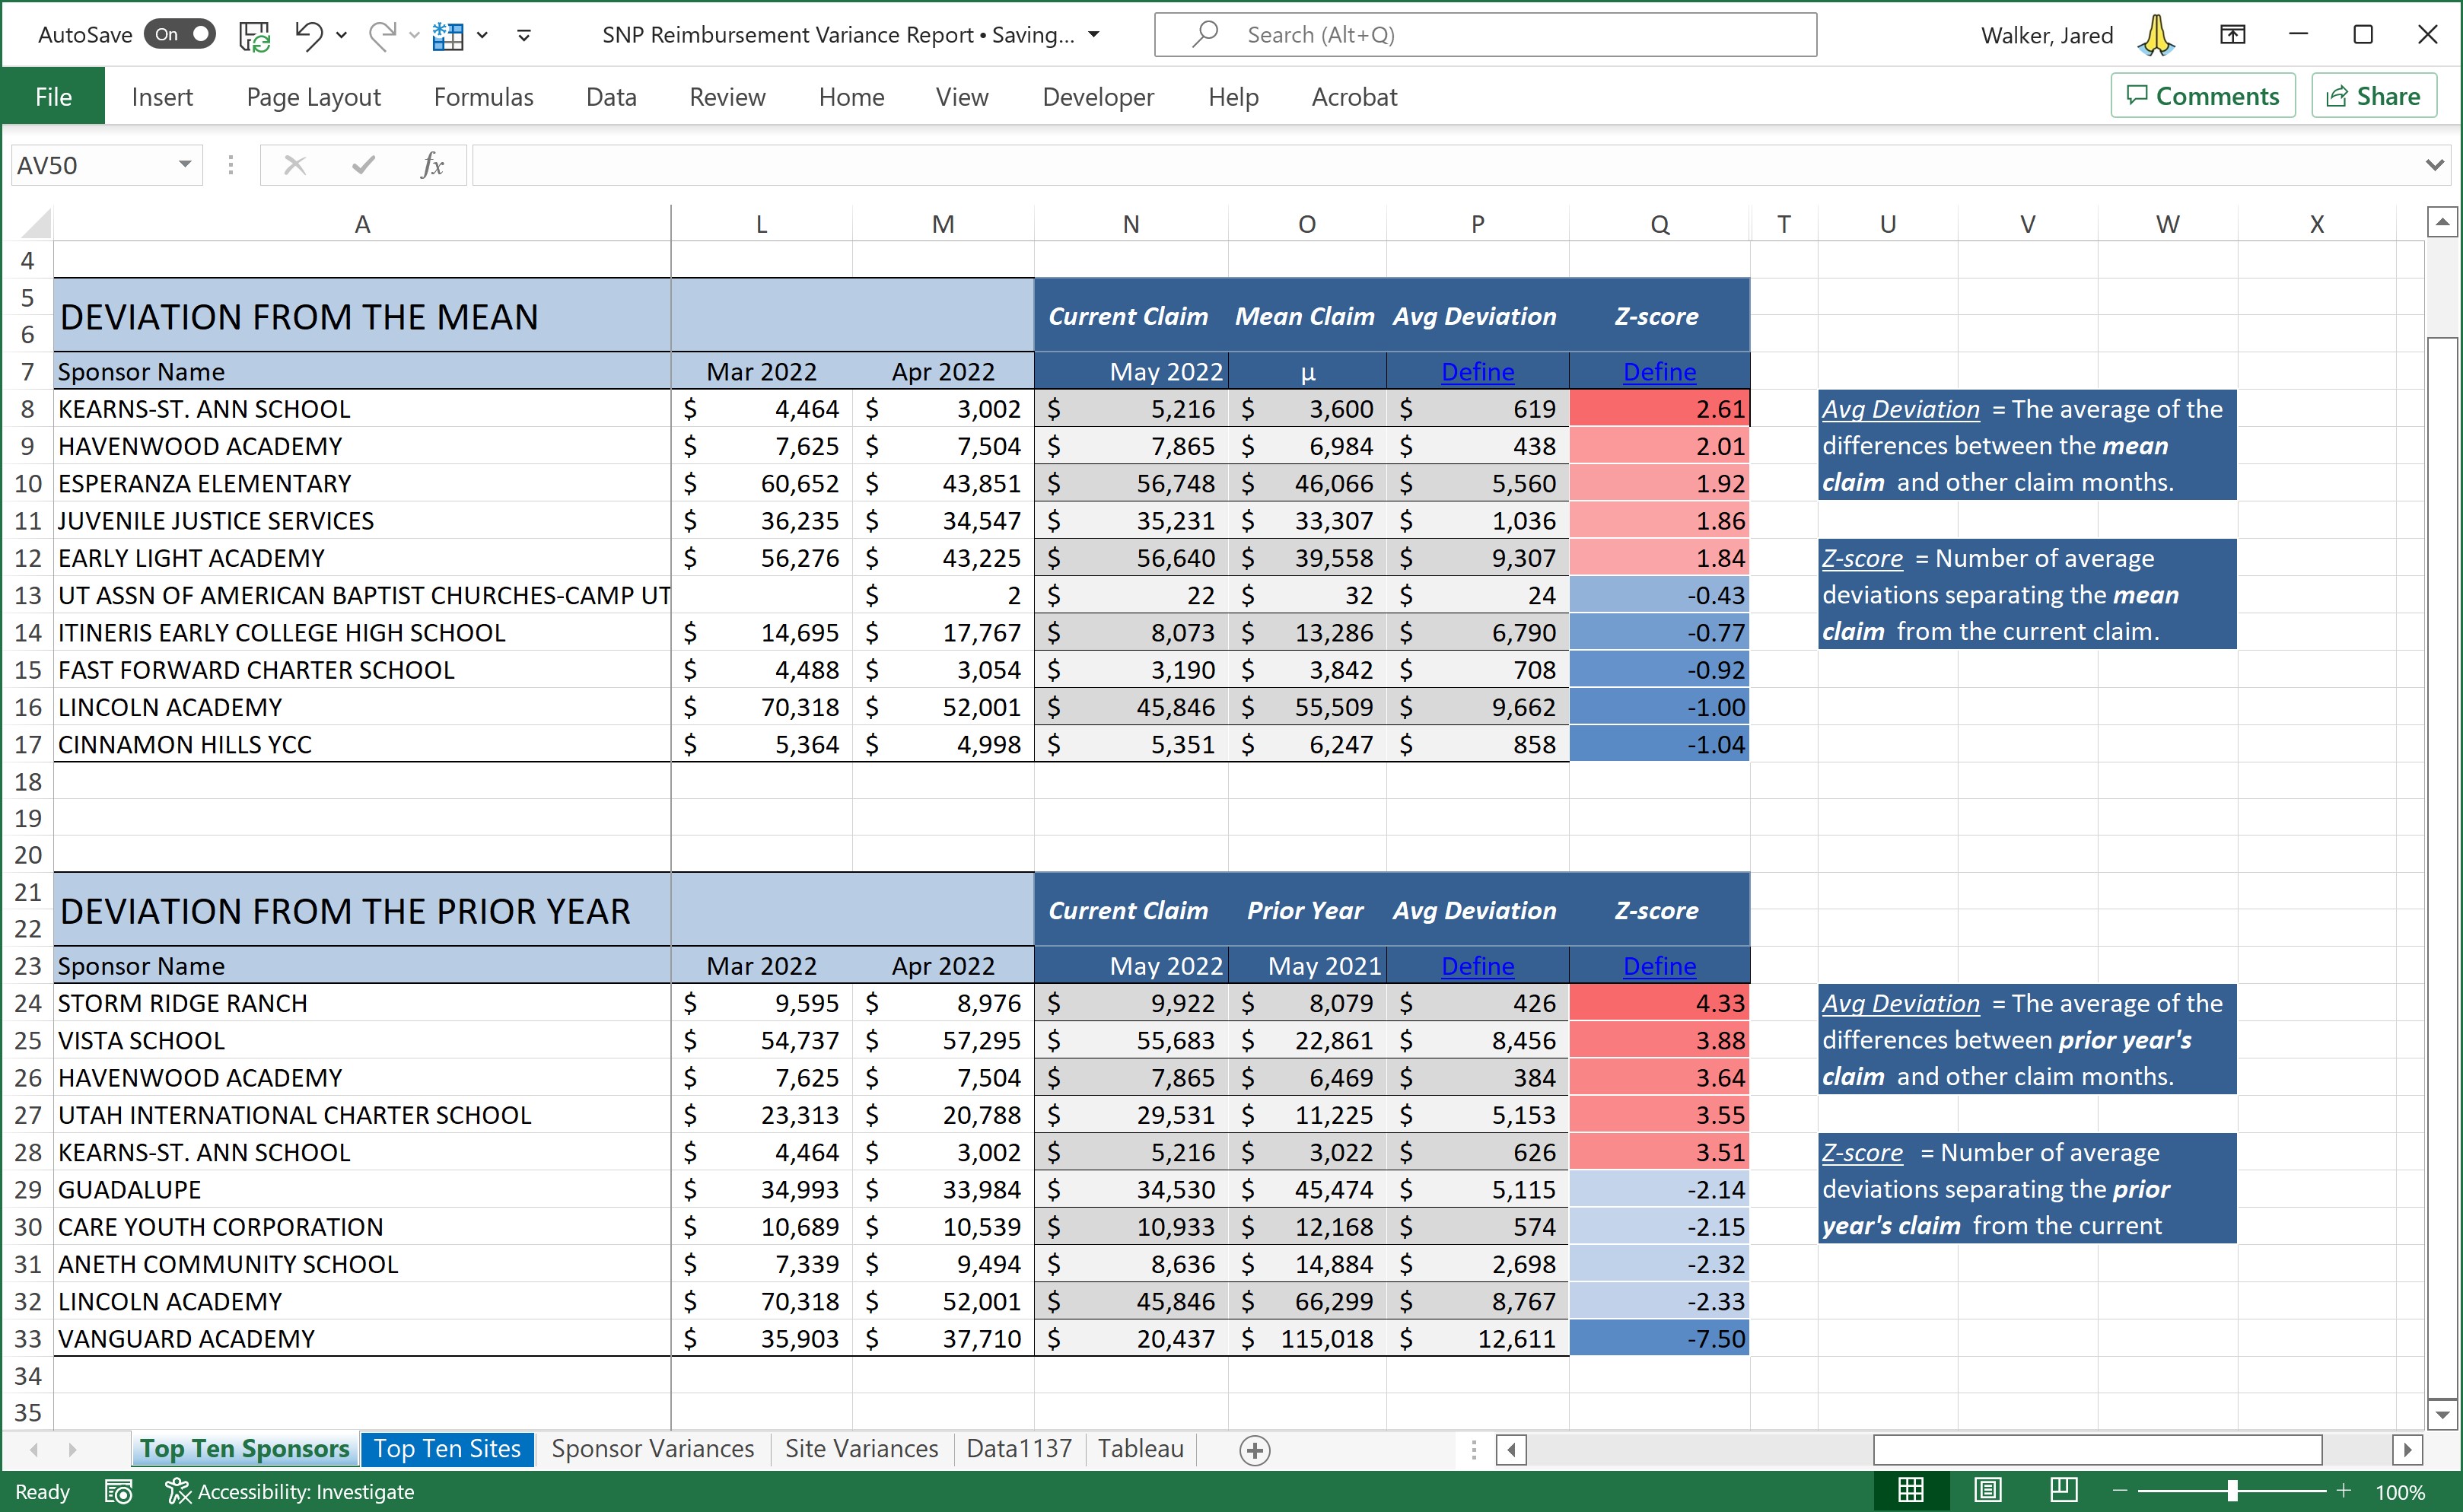 AutoSave On SNP Reimbursement Variance Report • Saving... Search (Alt+Q) Walker, Jared
File Insert Page Layout Formulas Data Review Home View Developer Help Acrobat Comments Share
AV50 fx
A L M N O P Q T U V W X
4
5 DEVIATION FROM THE MEAN Current Claim Mean Claim Avg Deviation Z-score
6
7 Sponsor Name Mar 2022 Apr 2022 May 2022 µ Define Define
8 KEARNS-ST. ANN SCHOOL $ 4,464 $ 3,002 $ 5,216 $ 3,600 $ 619 2.61 Avg Deviation = The average of the
9 HAVENWOOD ACADEMY $ 7,625 $ 7,504 $ 7,865 $ 6,984 $ 438 2.01 differences between the mean
10 ESPERANZA ELEMENTARY $ 60,652 $ 43,851 $ 56,748 $ 46,066 $ 5,560 1.92 claim and other claim months.
11 JUVENILE JUSTICE SERVICES $ 36,235 $ 34,547 $ 35,231 $ 33,307 $ 1,036 1.86
12 EARLY LIGHT ACADEMY $ 56,276 $ 43,225 $ 56,640 $ 39,558 $ 9,307 1.84 Z-score = Number of average
13 UT ASSN OF AMERICAN BAPTIST CHURCHES-CAMP UT $ 2 $ 22 $ 32 $ 24 -0.43 deviations separating the mean
14 ITINERIS EARLY COLLEGE HIGH SCHOOL $ 14,695 $ 17,767 $ 8,073 $ 13,286 $ 6,790 -0.77 claim from the current claim.
15 FAST FORWARD CHARTER SCHOOL $ 4,488 $ 3,054 $ 3,190 $ 3,842 $ 708 -0.92
16 LINCOLN ACADEMY $ 70,318 $ 52,001 $ 45,846 $ 55,509 $ 9,662 -1.00
17 CINNAMON HILLS YCC $ 5,364 $ 4,998 $ 5,351 $ 6,247 $ 858 -1.04
18
19
20
21 DEVIATION FROM THE PRIOR YEAR Current Claim Prior Year Avg Deviation Z-score
22
23 Sponsor Name Mar 2022 Apr 2022 May 2022 May 2021 Define Define
24 STORM RIDGE RANCH $ 9,595 $ 8,976 $ 9,922 $ 8,079 $ 426 4.33 Avg Deviation = The average of the
25 VISTA SCHOOL $ 54,737 $ 57,295 $ 55,683 $ 22,861 $ 8,456 3.88 differences between prior year's
26 HAVENWOOD ACADEMY $ 7,625 $ 7,504 $ 7,865 $ 6,469 $ 384 3.64 claim and other claim months.
27 UTAH INTERNATIONAL CHARTER SCHOOL $ 23,313 $ 20,788 $ 29,531 $ 11,225 $ 5,153 3.55
28 KEARNS-ST. ANN SCHOOL $ 4,464 $ 3,002 $ 5,216 $ 3,022 $ 626 3.51 Z-score = Number of average
29 GUADALUPE $ 34,993 $ 33,984 $ 34,530 $ 45,474 $ 5,115 -2.14 deviations separating the prior
30 CARE YOUTH CORPORATION $ 10,689 $ 10,539 $ 10,933 $ 12,168 $ 574 -2.15 year's claim from the current
31 ANETH COMMUNITY SCHOOL $ 7,339 $ 9,494 $ 8,636 $ 14,884 $ 2,698 -2.32
32 LINCOLN ACADEMY $ 70,318 $ 52,001 $ 45,846 $ 66,299 $ 8,767 -2.33
33 VANGUARD ACADEMY $ 35,903 $ 37,710 $ 20,437 $ 115,018 $ 12,611 -7.50
34
35
Top Ten Sponsors Top Ten Sites Sponsor Variances Site Variances Data1137 Tableau
Ready Accessibility: Investigate 100%